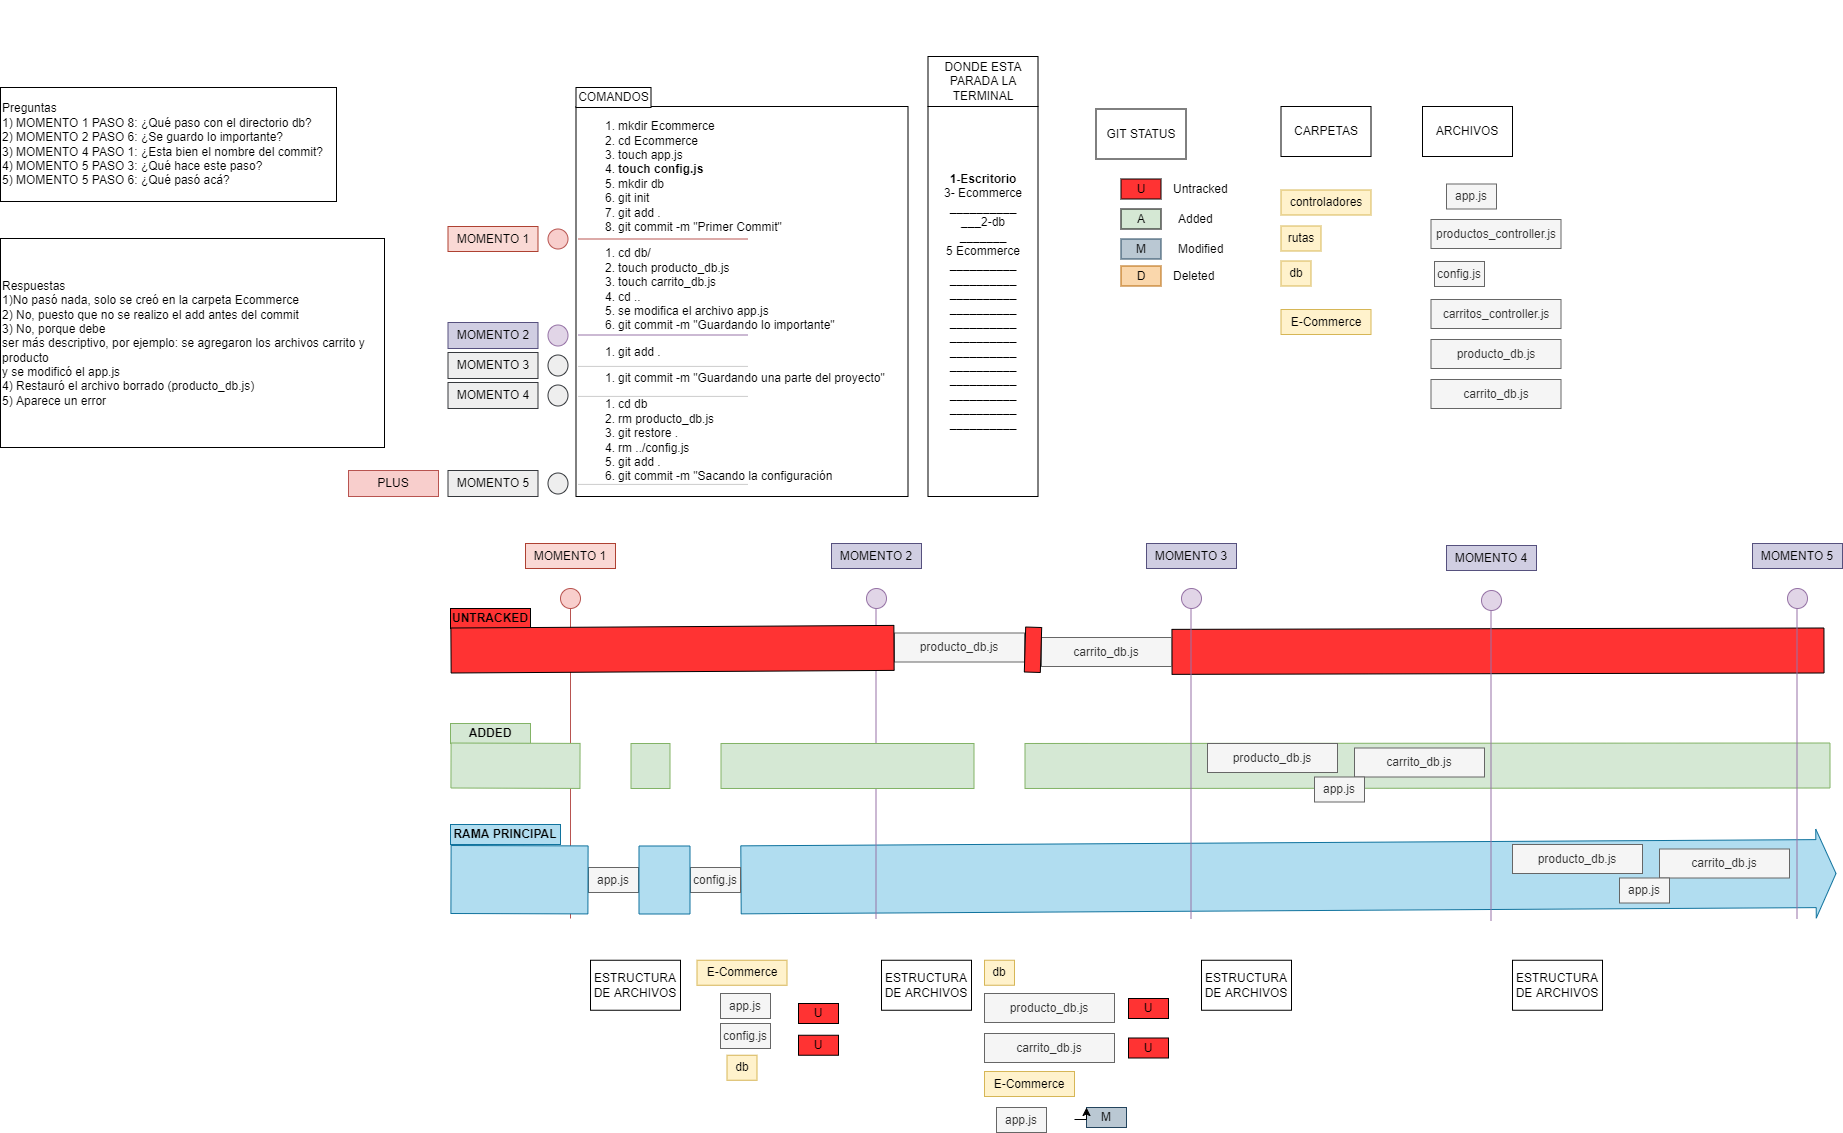 Preguntas
1) MOMENTO 1 PASO 8: ¿Qué paso con el directorio db?
2) MOMENTO 2 PASO 6: ¿Se guardo lo importante?
3) MOMENTO 4 PASO 1: ¿Esta bien el nombre del commit?
4) MOMENTO 5 PASO 3: ¿Qué hace este paso?
5) MOMENTO 5 PASO 6: ¿Qué pasó acá?
Respuestas
1)No pasó nada, solo se creó en la carpeta Ecommerce
2) No, puesto que no se realizo el add antes del commit
3) No, porque debe
ser más descriptivo, por ejemplo: se agregaron los archivos carrito y
producto
y se modificó el app.js
4) Restauró el archivo borrado (producto_db.js)
5) Aparece un error
PLUS
MOMENTO 1
MOMENTO 2
MOMENTO 3
MOMENTO 4
MOMENTO 5
COMANDOS
1. mkdir Ecommerce
2. cd Ecommerce
3. touch app.js
4. touch config.js
5. mkdir db
6. git init
7. git add .
8. git commit -m "Primer Commit"
1. cd db/
2. touch producto_db.js
3. touch carrito_db.js
4. cd ..
5. se modifica el archivo app.js
6. git commit -m "Guardando lo importante"
1. git add .
1. git commit -m "Guardando una parte del proyecto"
1. cd db
2. rm producto_db.js
3. git restore .
4. rm ../config.js
5. git add .
6. git commit -m "Sacando la configuración
DONDE ESTA
PARADA LA
TERMINAL
1-Escritorio
3- Ecommerce
__________
___2-db
_______
5 Ecommerce
__________
__________
__________
__________
__________
__________
__________
__________
__________
__________
__________
__________
GIT STATUS
U Untracked
A Added
M Modified
D Deleted
CARPETAS
controladores
rutas
db
E-Commerce
ARCHIVOS
app.js
productos_controller.js
config.js
carritos_controller.js
producto_db.js
carrito_db.js
MOMENTO 1
MOMENTO 2
MOMENTO 3
MOMENTO 4
MOMENTO 5
UNTRACKED
producto_db.js
carrito_db.js
ADDED
producto_db.js
carrito_db.js
app.js
RAMA PRINCIPAL
app.js
config.js
producto_db.js
carrito_db.js
app.js
ESTRUCTURA
DE ARCHIVOS
E-Commerce
app.js
U
config.js
U
db
ESTRUCTURA
DE ARCHIVOS
db
producto_db.js
U
carrito_db.js
U
E-Commerce
app.js
M
ESTRUCTURA
DE ARCHIVOS
ESTRUCTURA
DE ARCHIVOS